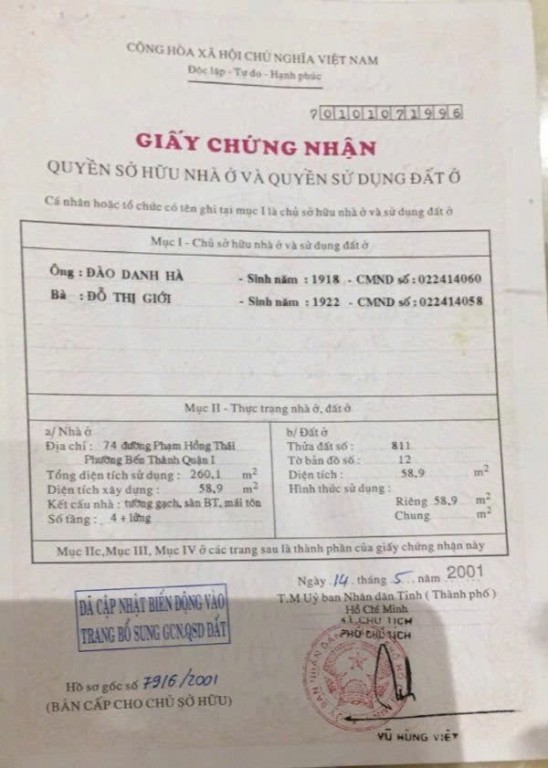 CỘNG HÒA XÃ HỘI CHỦ NGHĨA VIỆT NAM
Độc lập - Tự do - Hạnh phúc
70101071996
GIẤY CHỨNG NHẬN
QUYỀN SỞ HỮU NHÀ Ở VÀ QUYỀN SỬ DỤNG ĐẤT Ở
Cá nhân hoặc tổ chức có tên ghi tại mục I là chủ sở hữu nhà ở và sử dụng đất ở
Mục I - Chủ sở hữu nhà ở và sử dụng đất ở
Ông : ĐÀO DANH HÀ - Sinh năm : 1918 - CMND số : 022414060
Bà : ĐỖ THỊ GIỚI - Sinh năm : 1922 - CMND số : 022414058
Mục II - Thực trạng nhà ở, đất ở
a/ Nhà ở
Địa chỉ : 74 đường Phạm Hồng Thái
Phường Bến Thành Quận I
Tổng diện tích sử dụng : 260,1 m2
Diện tích xây dựng : 58,9 m2
Kết cấu nhà : tường gạch, sàn BT, mái tôn
Số tầng : 4 + lửng
b/ Đất ở
Thửa đất số : 811
Tờ bản đồ số : 12
Diện tích : 58,9 m2
Hình thức sử dụng :
Riêng 58,9 m2
Chung m2
Mục IIc, Mục III, Mục IV ở các trang sau là thành phần của giấy chứng nhận này
Ngày 14 tháng 5 năm 2001
T.M Uỷ ban Nhân dân Tỉnh ( Thành phố )
Hồ Chí Minh
KT. CHỦ TỊCH
PHÓ CHỦ TỊCH
ĐÃ CẬP NHẬT BIẾN ĐỘNG VÀO
TRANG BỔ SUNG GCN.QSD ĐẤT
Hồ sơ gốc số 7916/2001
(BẢN CẤP CHO CHỦ SỞ HỮU)
VŨ HÙNG VIỆT